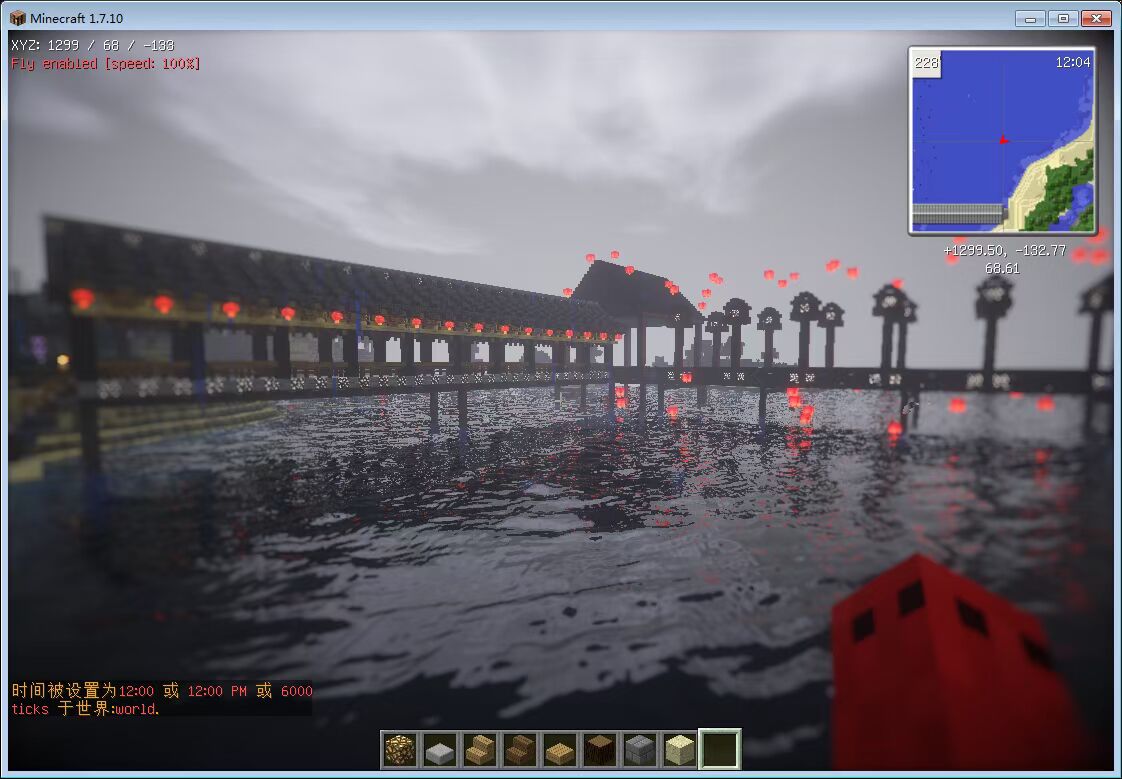 Minecraft 1.7.10
XYZ: 1299 / 68 / -133
Fly enabled [speed: 100%]
228°
12:04
+1299.50, -132.77
68.61
时间被设置为12:00 或 12:00 PM 或 6000
ticks 于世界:world.